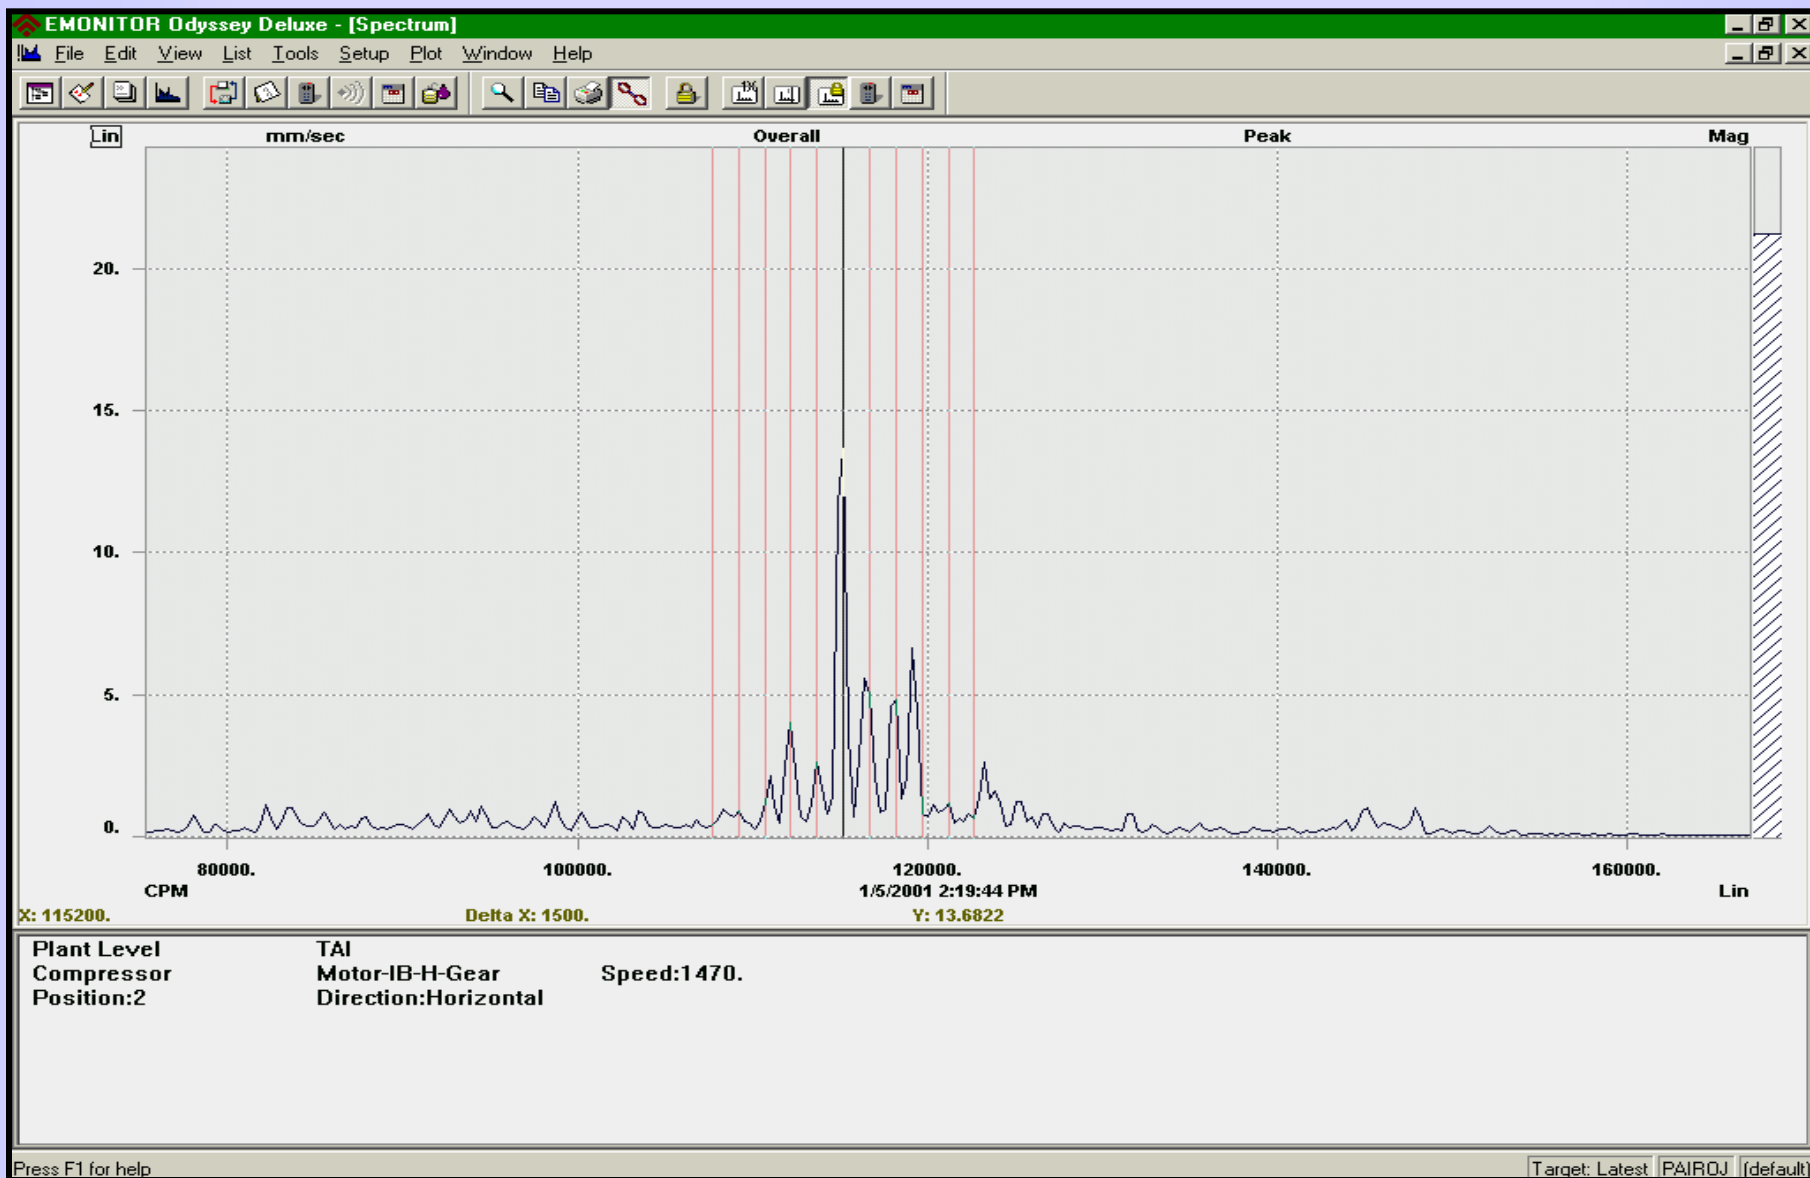 EMONITOR Odyssey Deluxe - [Spectrum]
File Edit View List Tools Setup Plot Window Help
1X
Lin mm/sec Overall Peak Mag
20.
15.
10.
5.
0.
80000. 100000. 120000. 140000. 160000.
CPM 1/5/2001 2:19:44 PM Lin
X: 115200. Delta X: 1500. Y: 13.6822
Plant Level TAI
Compressor Motor-IB-H-Gear Speed:1470.
Position:2 Direction:Horizontal
Press F1 for help Target: Latest PAIROJ (default)